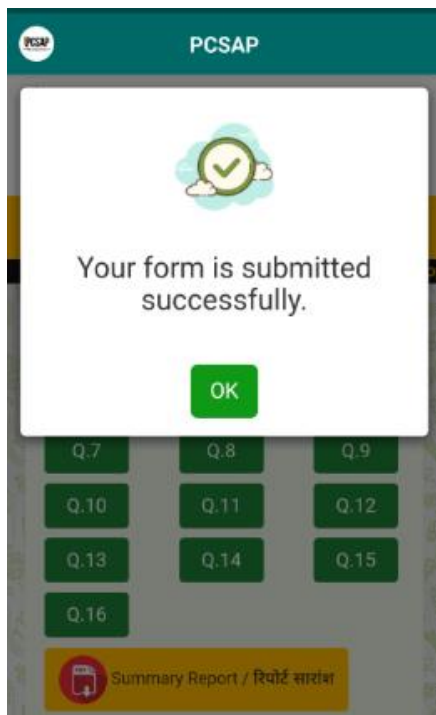 PCSAP
PCSAP
Your form is submitted
successfully.
OK
Q.7 Q.8 Q.9
Q.10 Q.11 Q.12
Q.13 Q.14 Q.15
Q.16
Summary Report / रिपोर्ट सारांश